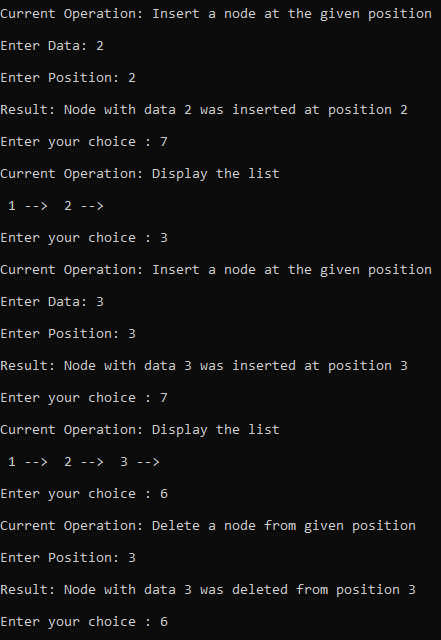 Current Operation: Insert a node at the given position
Enter Data: 2
Enter Position: 2
Result: Node with data 2 was inserted at position 2
Enter your choice : 7
Current Operation: Display the list
1 -->  2 -->
Enter your choice : 3
Current Operation: Insert a node at the given position
Enter Data: 3
Enter Position: 3
Result: Node with data 3 was inserted at position 3
Enter your choice : 7
Current Operation: Display the list
1 -->  2 -->  3 -->
Enter your choice : 6
Current Operation: Delete a node from given position
Enter Position: 3
Result: Node with data 3 was deleted from position 3
Enter your choice : 6